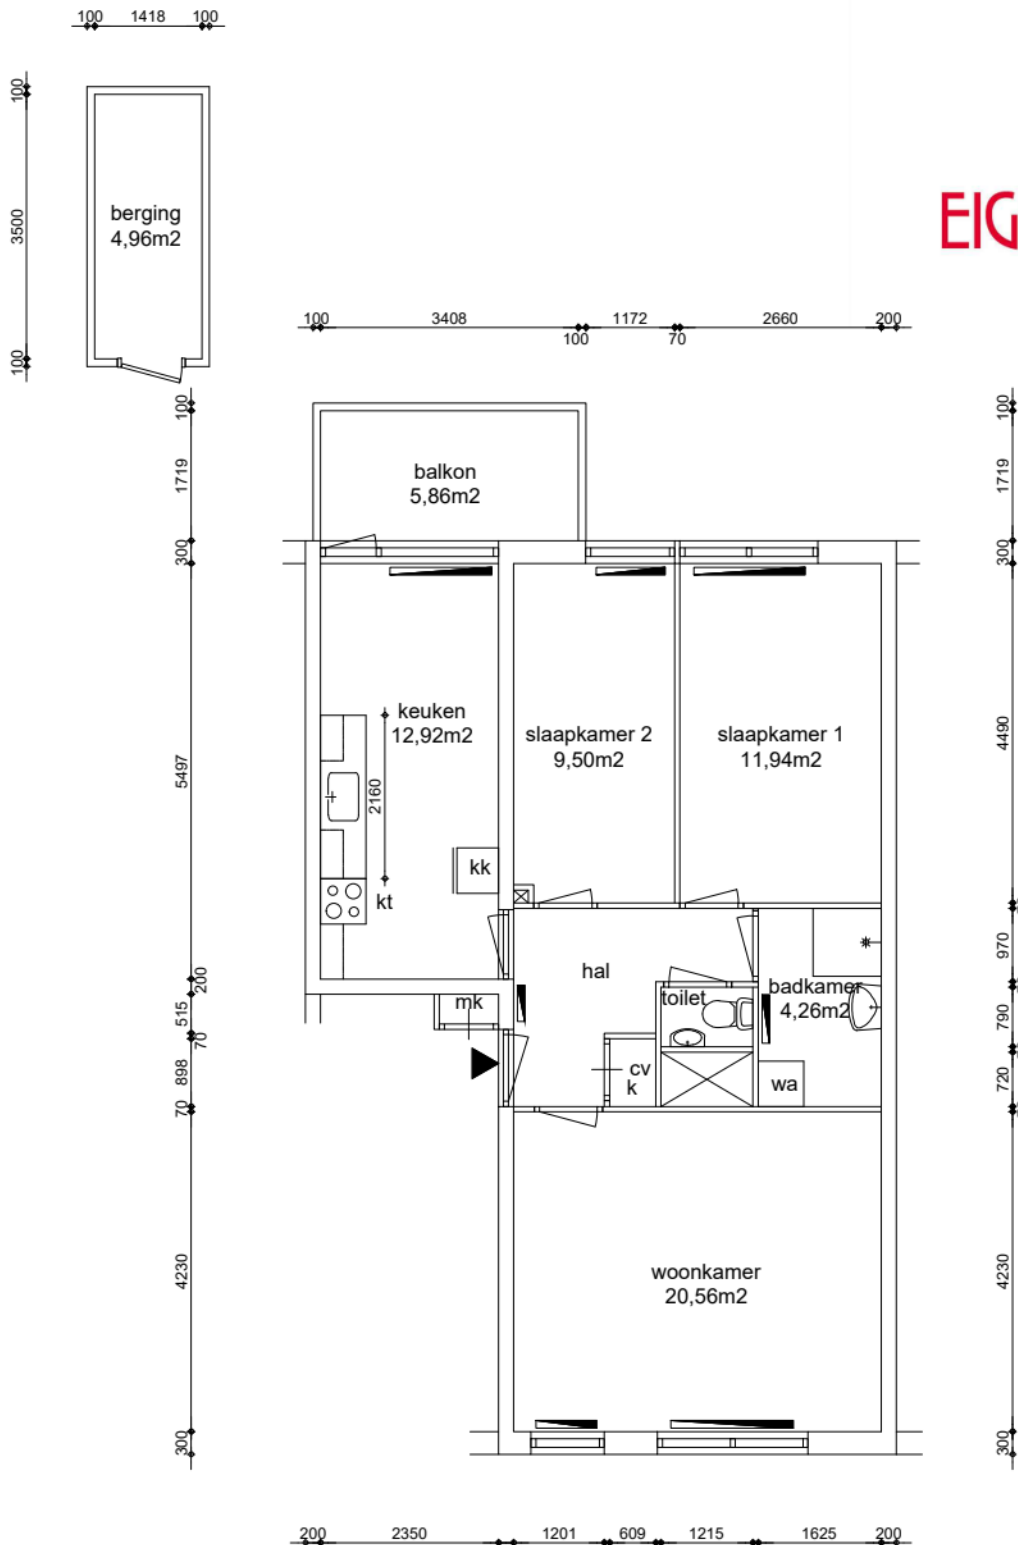 100 1418 100
100
3500
100
berging
4,96m2
EIG
100 3408 1172 2660 200
100 70
100
1719
300
5497
200
515
70
898
70
4230
300
100
1719
300
4490
970
790
720
4230
300
balkon
5,86m2
keuken
12,92m2
slaapkamer 2
9,50m2
slaapkamer 1
11,94m2
2160
kk
kt
hal
mk
toilet
badkamer
4,26m2
cv
k
wa
woonkamer
20,56m2
200 2350 1201 609 1215 1625 200